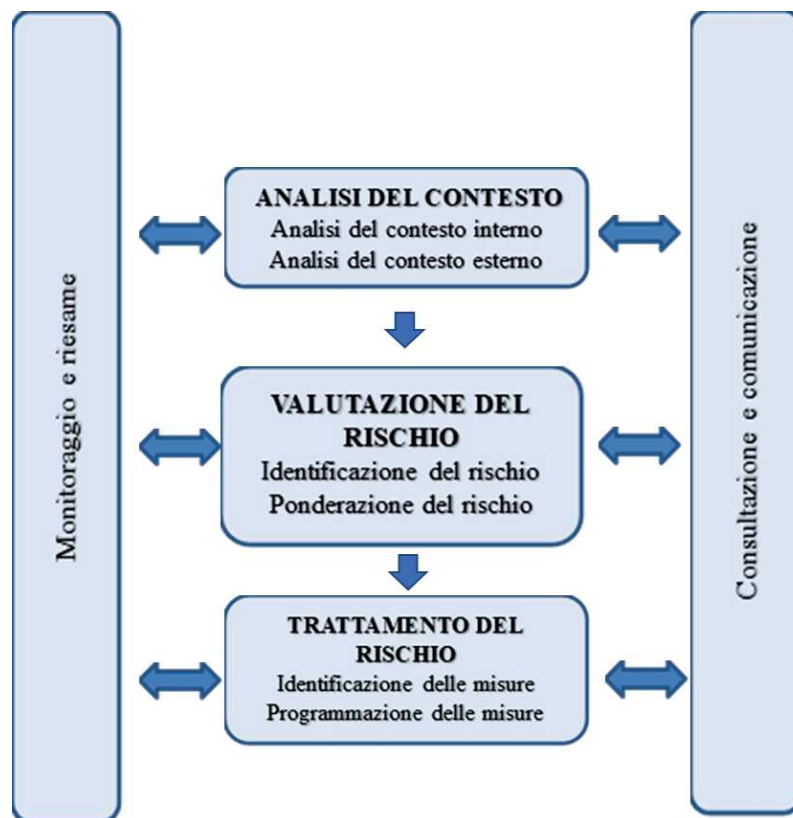 Monitoraggio e riesame
ANALISI DEL CONTESTO
Analisi del contesto interno
Analisi del contesto esterno
VALUTAZIONE DEL
RISCHIO
Identificazione del rischio
Ponderazione del rischio
TRATTAMENTO DEL
RISCHIO
Identificazione delle misure
Programmazione delle misure
Consultazione e comunicazione